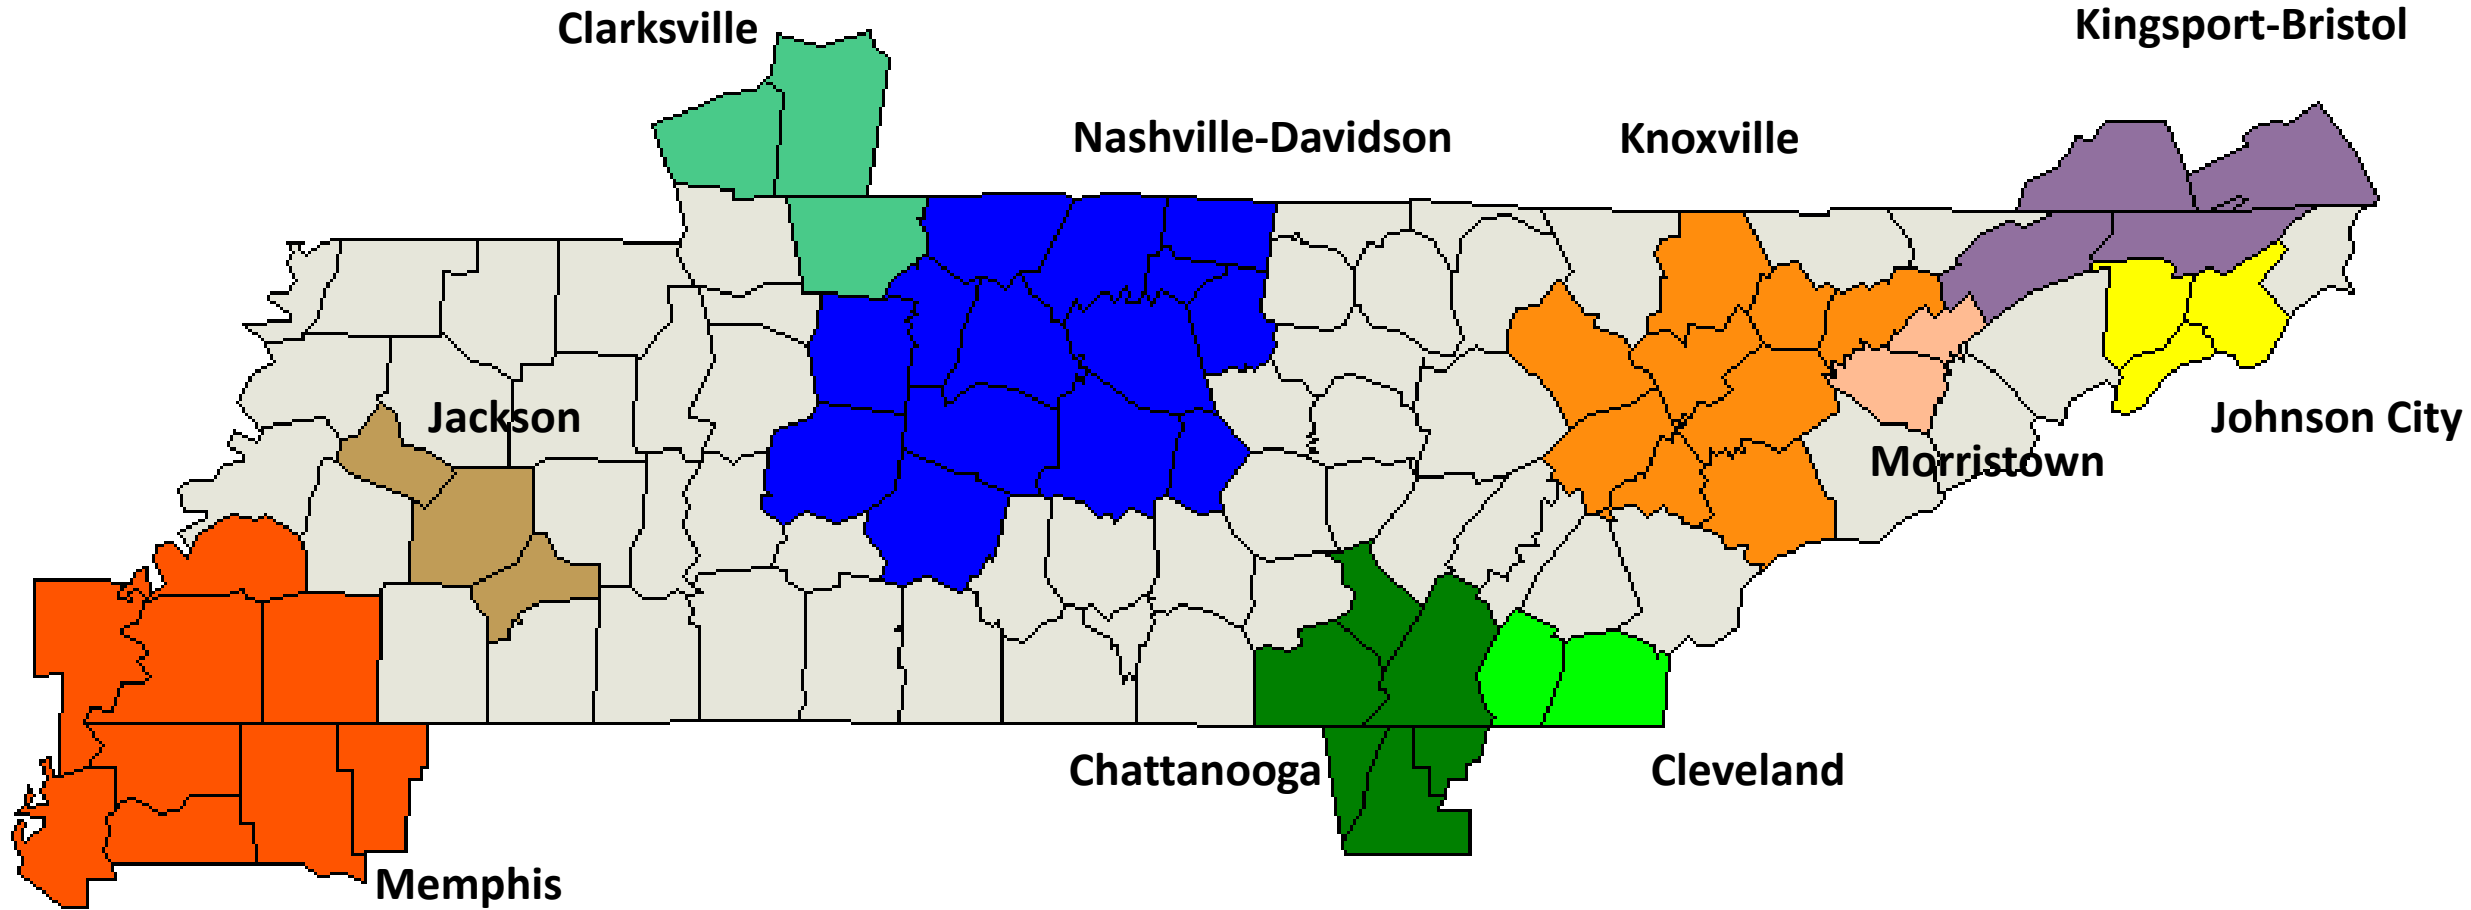 Clarksville
Kingsport-Bristol
Nashville-Davidson
Knoxville
Jackson
Johnson City
Morristown
Chattanooga
Cleveland
Memphis